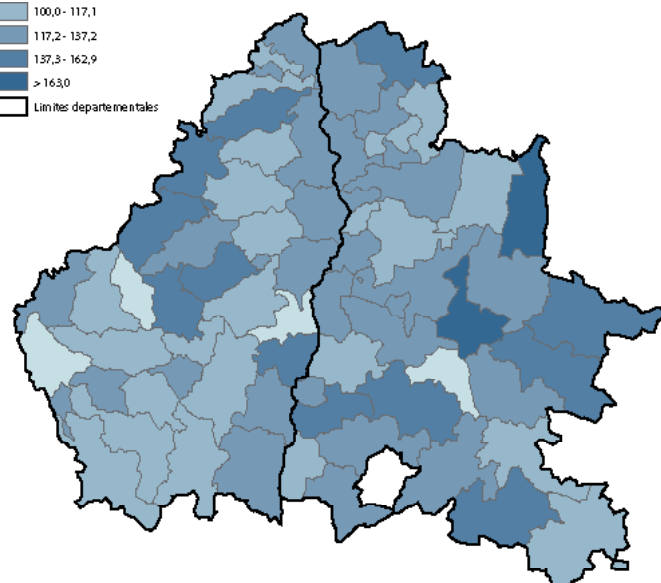 100,0 - 117,1
117,2 - 137,2
137,3 - 162,9
> 163,0
Limites departementales